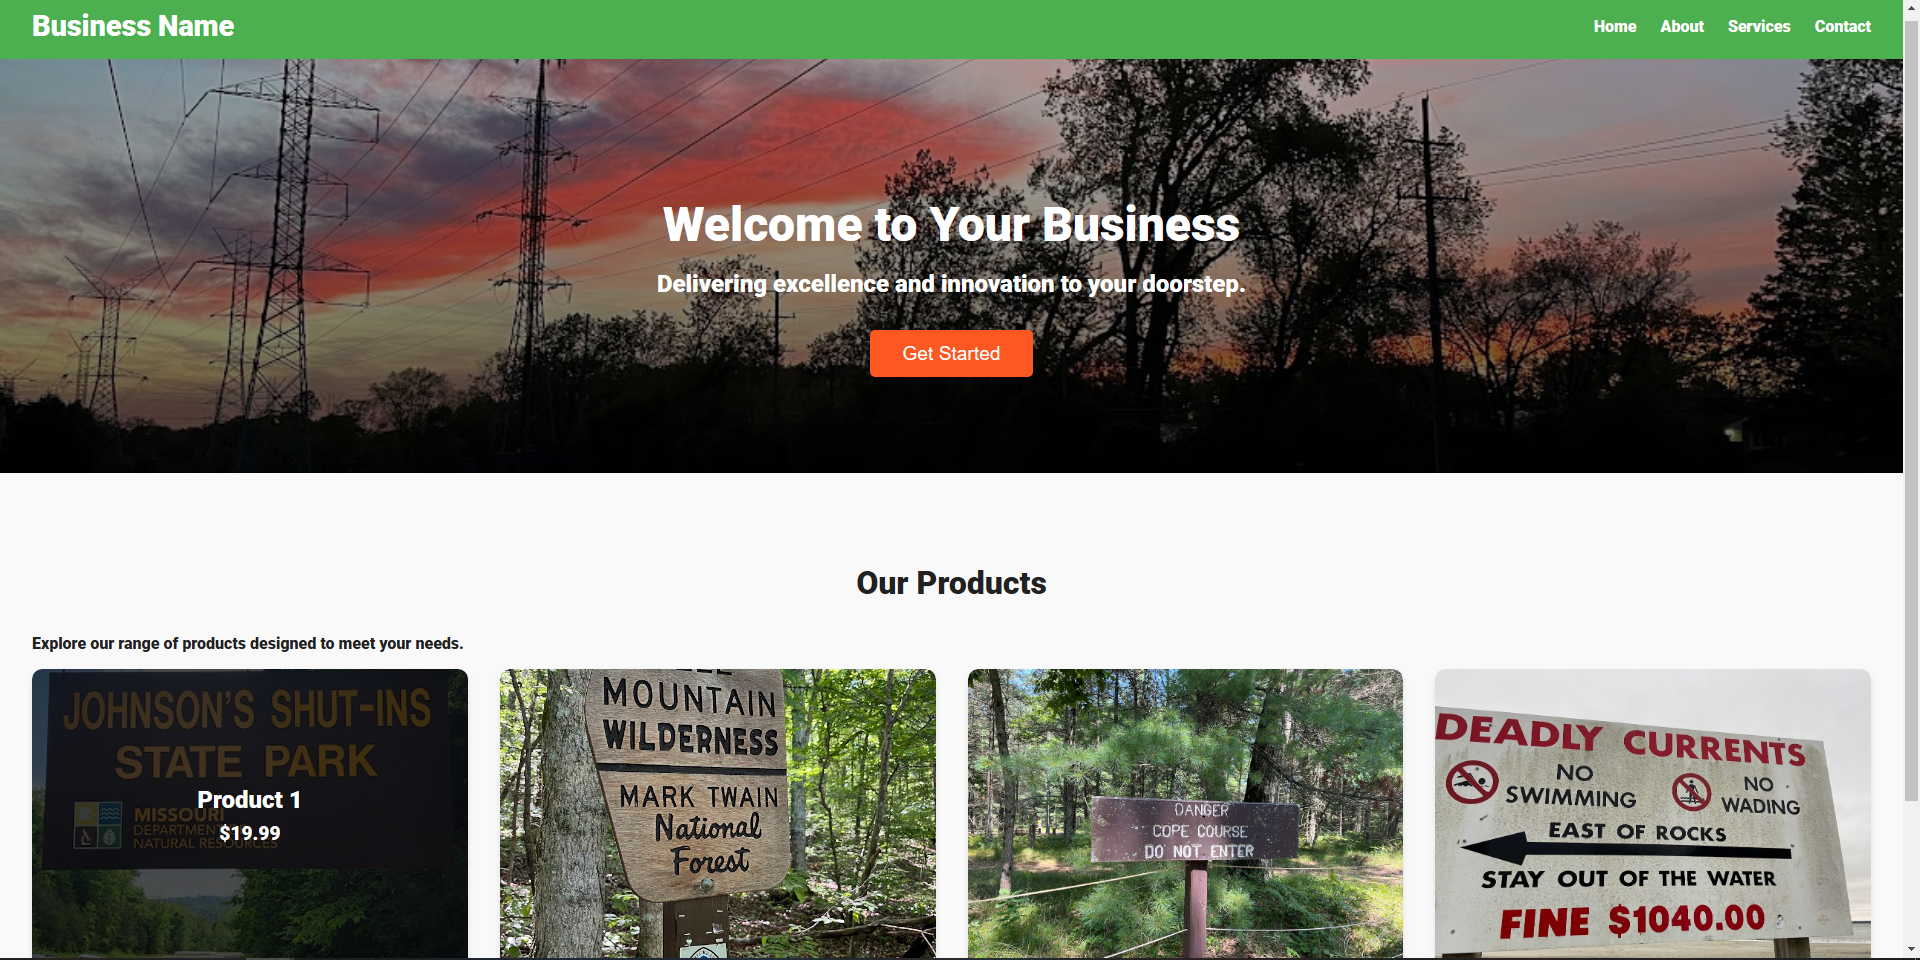 Business Name
Home About Services Contact
Welcome to Your Business
Delivering excellence and innovation to your doorstep.
Get Started
Our Products
Explore our range of products designed to meet your needs.
JOHNSON'S SHUT-INS
STATE PARK
Product 1
$19.99
MISSOURI
DEPARTMENT
NATURAL RESOURCES
MOUNTAIN
WILDERNESS
MARK TWAIN
National
Forest
DANGER
COPE COURSE
DO NOT ENTER
DEADLY CURRENTS
NO
SWIMMING
NO
WADING
EAST OF ROCKS
STAY OUT OF THE WATER
FINE $1040.00